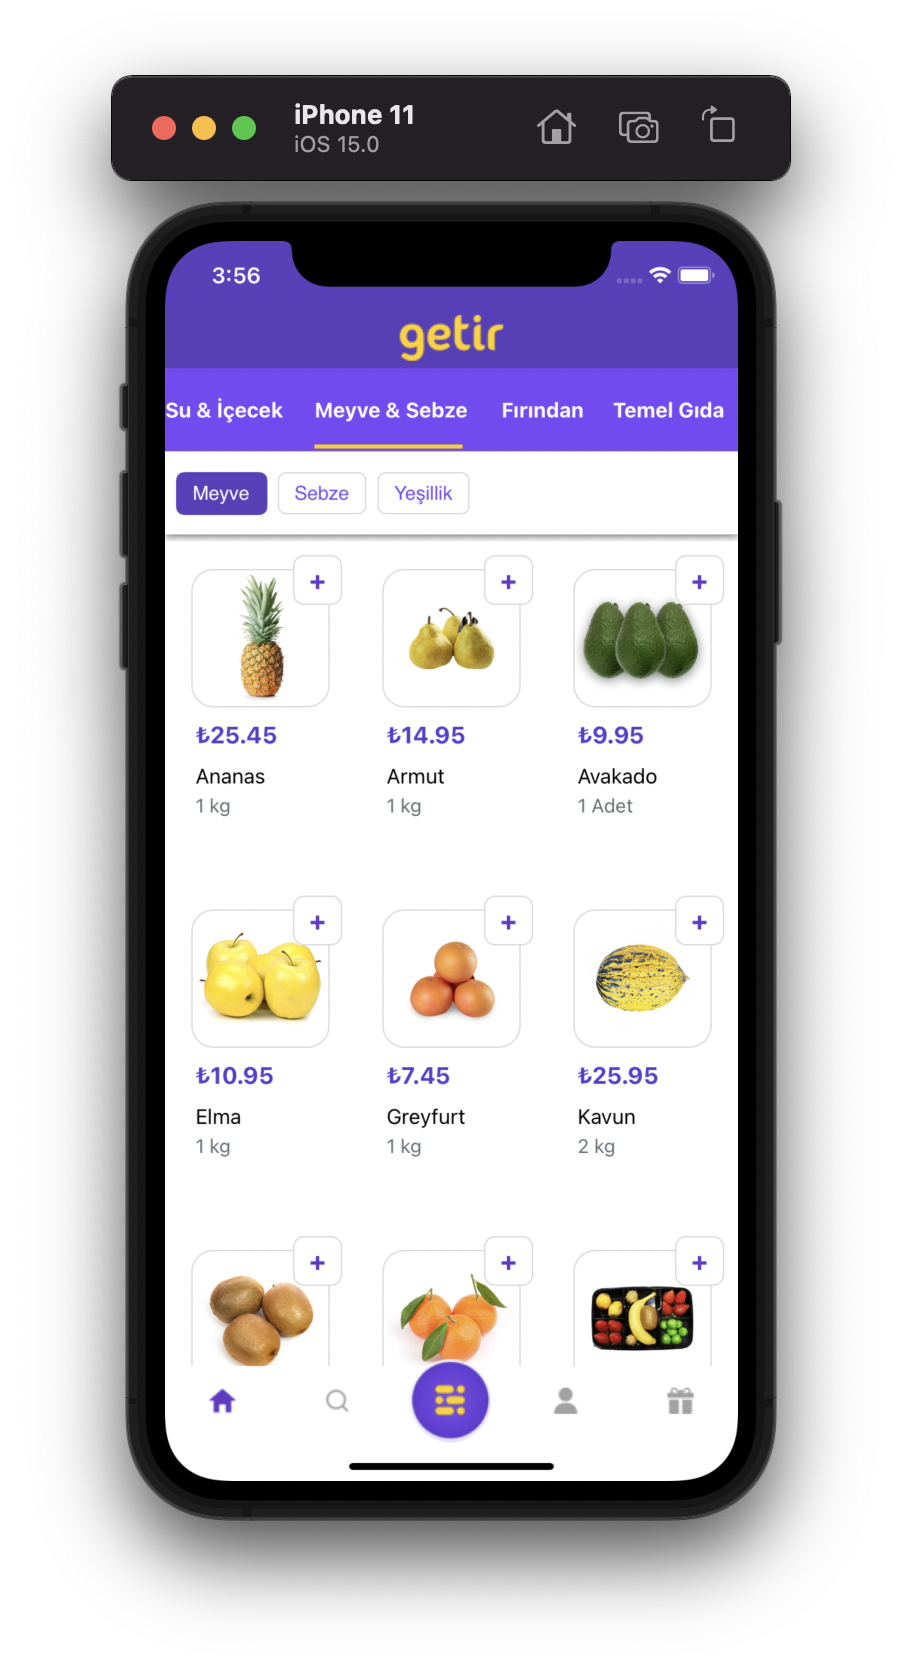 iPhone 11
iOS 15.0
3:56
getir
Su & İçecek Meyve & Sebze Fırından Temel Gıda
Meyve Sebze Yeşillik
+ + +
₺25.45 ₺14.95 ₺9.95
Ananas Armut Avakado
1 kg 1 kg 1 Adet
+ + +
₺10.95 ₺7.45 ₺25.95
Elma Greyfurt Kavun
1 kg 1 kg 2 kg
+ + +